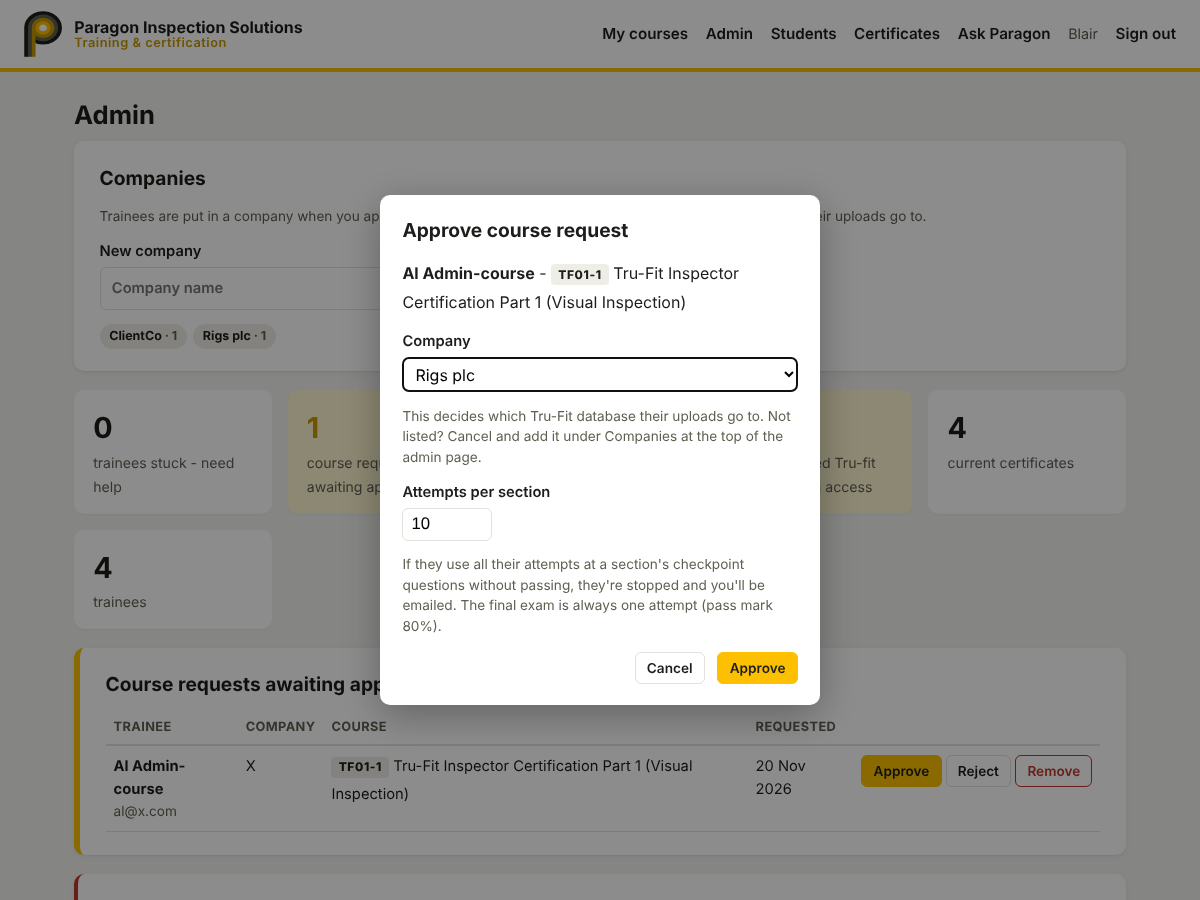 Paragon Inspection Solutions
Training & certification
My courses Admin Students Certificates Ask Paragon Blair Sign out
Admin
Companies
Trainees are put in a company when you ap
eir uploads go to.
New company
Company name
ClientCo · 1 Rigs plc · 1
0
trainees stuck - need
help
1
course req
awaiting ap
ed Tru-fit
access
4
current certificates
4
trainees
Approve course request
Al Admin-course - TF01-1 Tru-Fit Inspector
Certification Part 1 (Visual Inspection)
Company
Rigs plc
This decides which Tru-Fit database their uploads go to. Not
listed? Cancel and add it under Companies at the top of the
admin page.
Attempts per section
10
If they use all their attempts at a section's checkpoint
questions without passing, they're stopped and you'll be
emailed. The final exam is always one attempt (pass mark
80%).
Cancel Approve
Course requests awaiting app
TRAINEE COMPANY COURSE REQUESTED
Al Admin-
course
al@x.com
X
TF01-1 Tru-Fit Inspector Certification Part 1 (Visual
Inspection)
20 Nov
2026
Approve Reject Remove